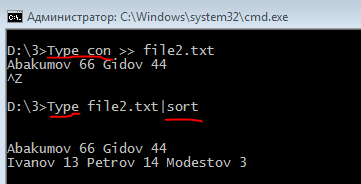 Администратор: C:\Windows\system32\cmd.exe
D:\3>Type con >> file2.txt
Abakumov 66 Gidov 44
^Z
D:\3>Type file2.txt|sort
Abakumov 66 Gidov 44
Ivanov 13 Petrov 14 Modestov 3